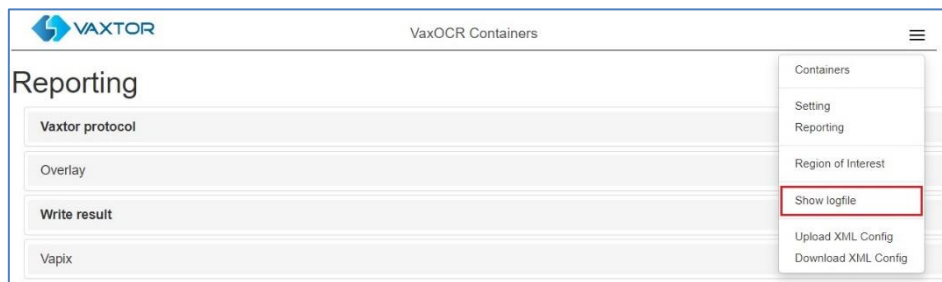 VAXTOR
VaxOCR Containers
Reporting
Vaxtor protocol
Overlay
Write result
Vapix
Containers
Setting
Reporting
Region of Interest
Show logfile
Upload XML Config
Download XML Config